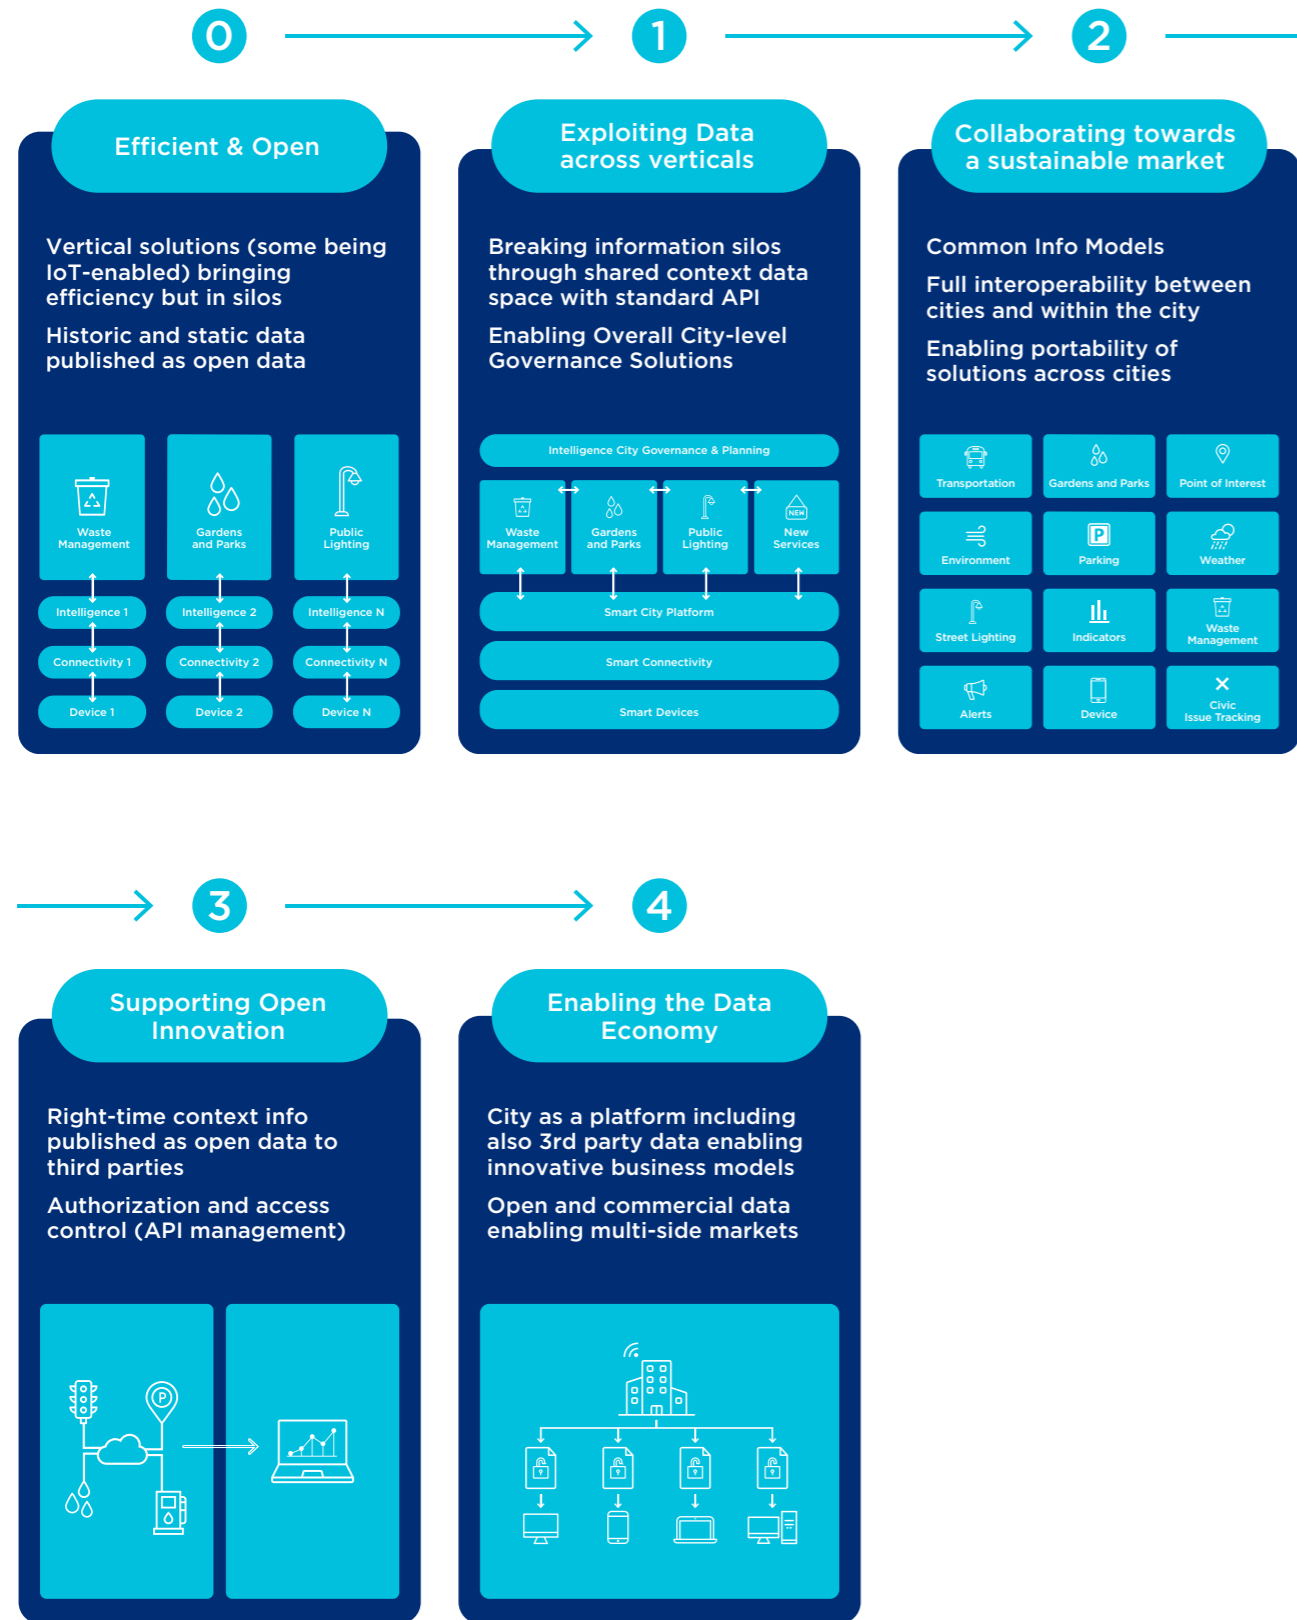 0
1
2
Efficient & Open
Vertical solutions (some being
IoT-enabled) bringing
efficiency but in silos
Historic and static data
published as open data
Waste
Management
Gardens
and Parks
Public
Lighting
Intelligence 1
Intelligence 2
Intelligence N
Connectivity 1
Connectivity 2
Connectivity N
Device 1
Device 2
Device N
Exploiting Data
across verticals
Breaking information silos
through shared context data
space with standard API
Enabling Overall City-level
Governance Solutions
Intelligence City Governance & Planning
Waste
Management
Gardens
and Parks
Public
Lighting
NEW
New
Services
Smart City Platform
Smart Connectivity
Smart Devices
Collaborating towards
a sustainable market
Common Info Models
Full interoperability between
cities and within the city
Enabling portability of
solutions across cities
Transportation
Gardens and Parks
Point of Interest
Environment
P
Parking
Weather
Street Lighting
Indicators
Waste
Management
Alerts
Device
Civic
Issue Tracking
3
4
Supporting Open
Innovation
Right-time context info
published as open data to
third parties
Authorization and access
control (API management)
P
Enabling the Data
Economy
City as a platform including
also 3rd party data enabling
innovative business models
Open and commercial data
enabling multi-side markets